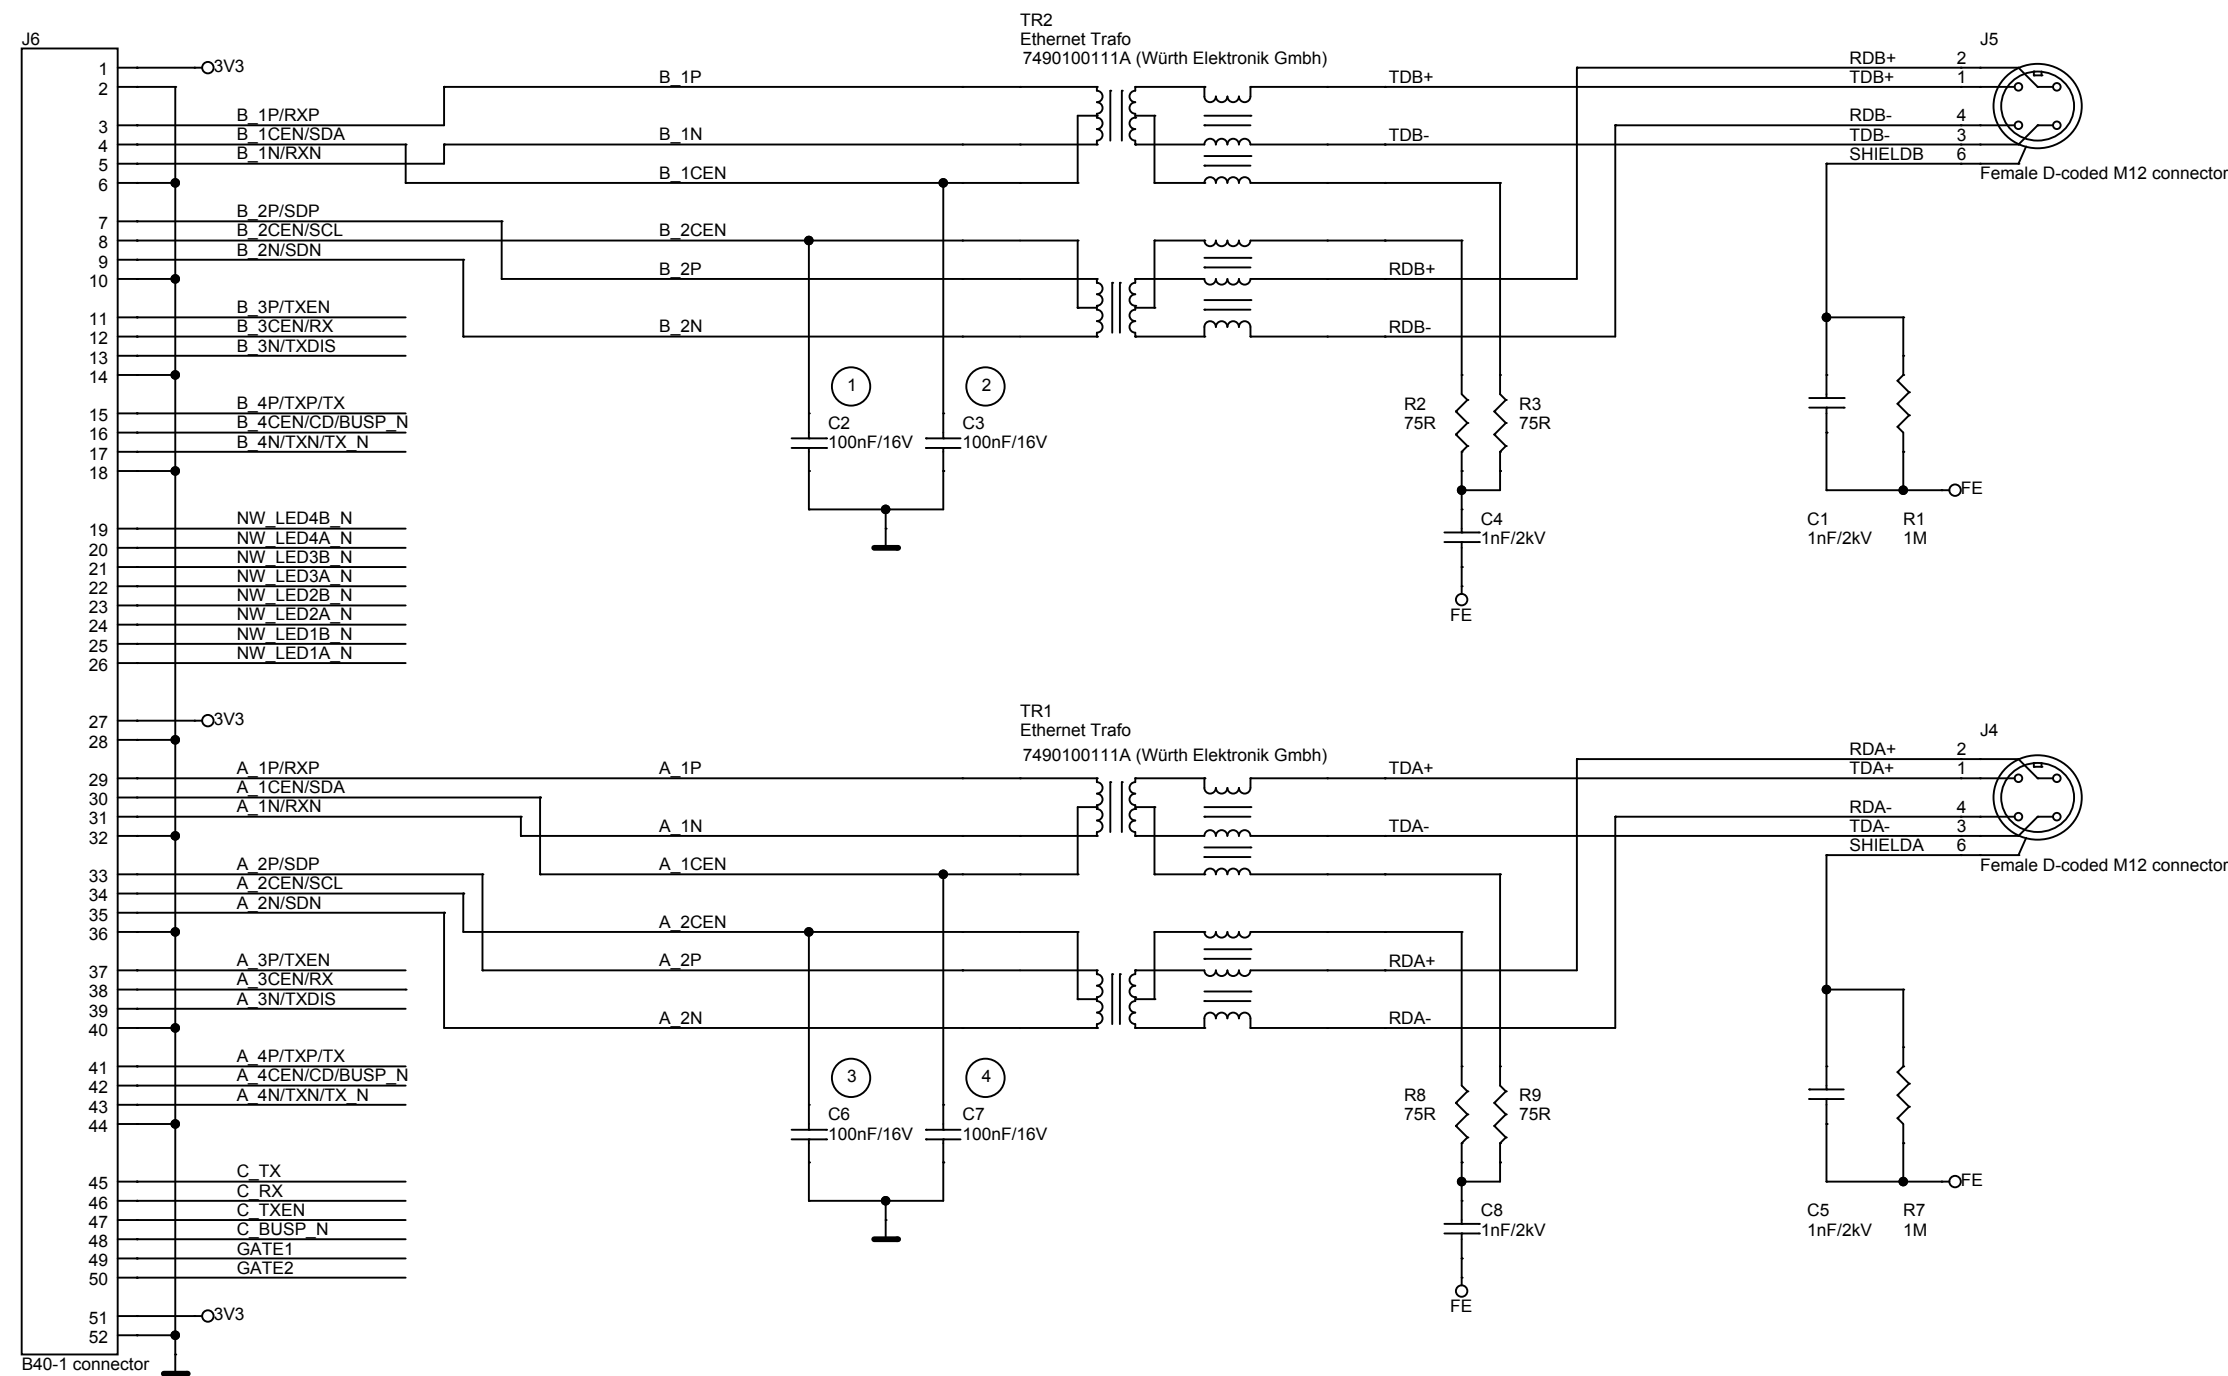 TR2
Ethernet Trafo
7490100111A (Würth Elektronik Gmbh)
J6
J5
1
3V3
2
B_1P
TDB+
RDB+ 2
TDB+ 1
3
B_1P/RXP
4
B_1CEN/SDA
5
B_1N/RXN
6
B_1N
TDB-
B_1CEN
RDB- 4
TDB- 3
SHIELDB 6
Female D-coded M12 connector
7
B_2P/SDP
8
B_2CEN/SCL
9
B_2N/SDN
10
B_2CEN
B_2P
RDB+
B_2N
RDB-
11
B_3P/TXEN
12
B_3CEN/RX
13
B_3N/TXDIS
14
15
B_4P/TXP/TX
16
B_4CEN/CD/BUSP_N
17
B_4N/TXN/TX_N
18
1
C2
100nF/16V
2
C3
100nF/16V
R2
75R
R3
75R
C4
1nF/2kV
FE
FE
C1
1nF/2kV
R1
1M
19
NW_LED4B_N
20
NW_LED4A_N
21
NW_LED3B_N
22
NW_LED3A_N
23
NW_LED2B_N
24
NW_LED2A_N
25
NW_LED1B_N
26
NW_LED1A_N
TR1
Ethernet Trafo
7490100111A (Würth Elektronik Gmbh)
J4
27
3V3
28
29
A_1P/RXP
30
A_1CEN/SDA
31
A_1N/RXN
32
A_1P
TDA+
A_1N
TDA-
A_1CEN
RDA+ 2
TDA+ 1
RDA- 4
TDA- 3
SHIELDA 6
Female D-coded M12 connector
33
A_2P/SDP
34
A_2CEN/SCL
35
A_2N/SDN
36
A_2CEN
A_2P
RDA+
A_2N
RDA-
37
A_3P/TXEN
38
A_3CEN/RX
39
A_3N/TXDIS
40
41
A_4P/TXP/TX
42
A_4CEN/CD/BUSP_N
43
A_4N/TXN/TX_N
44
3
C6
100nF/16V
4
C7
100nF/16V
R8
75R
R9
75R
C8
1nF/2kV
FE
FE
C5
1nF/2kV
R7
1M
45
C_TX
46
C_RX
47
C_TXEN
48
C_BUSP_N
49
GATE1
50
GATE2
51
3V3
52
B40-1 connector